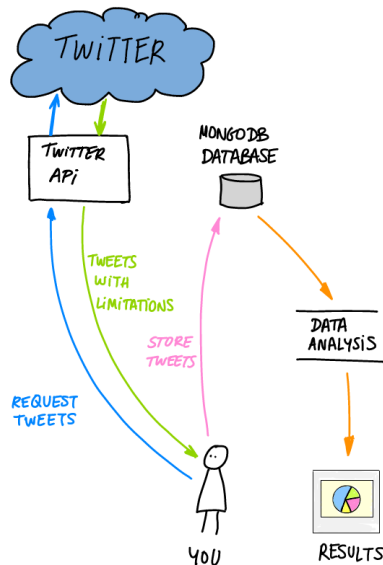 TWITTER
TWITTER
API
MONGODB
DATABASE
TWEETS
WITH
LIMITATIONS
STORE
TWEETS
DATA
ANALYSIS
REQUEST
TWEETS
YOU
RESULTS